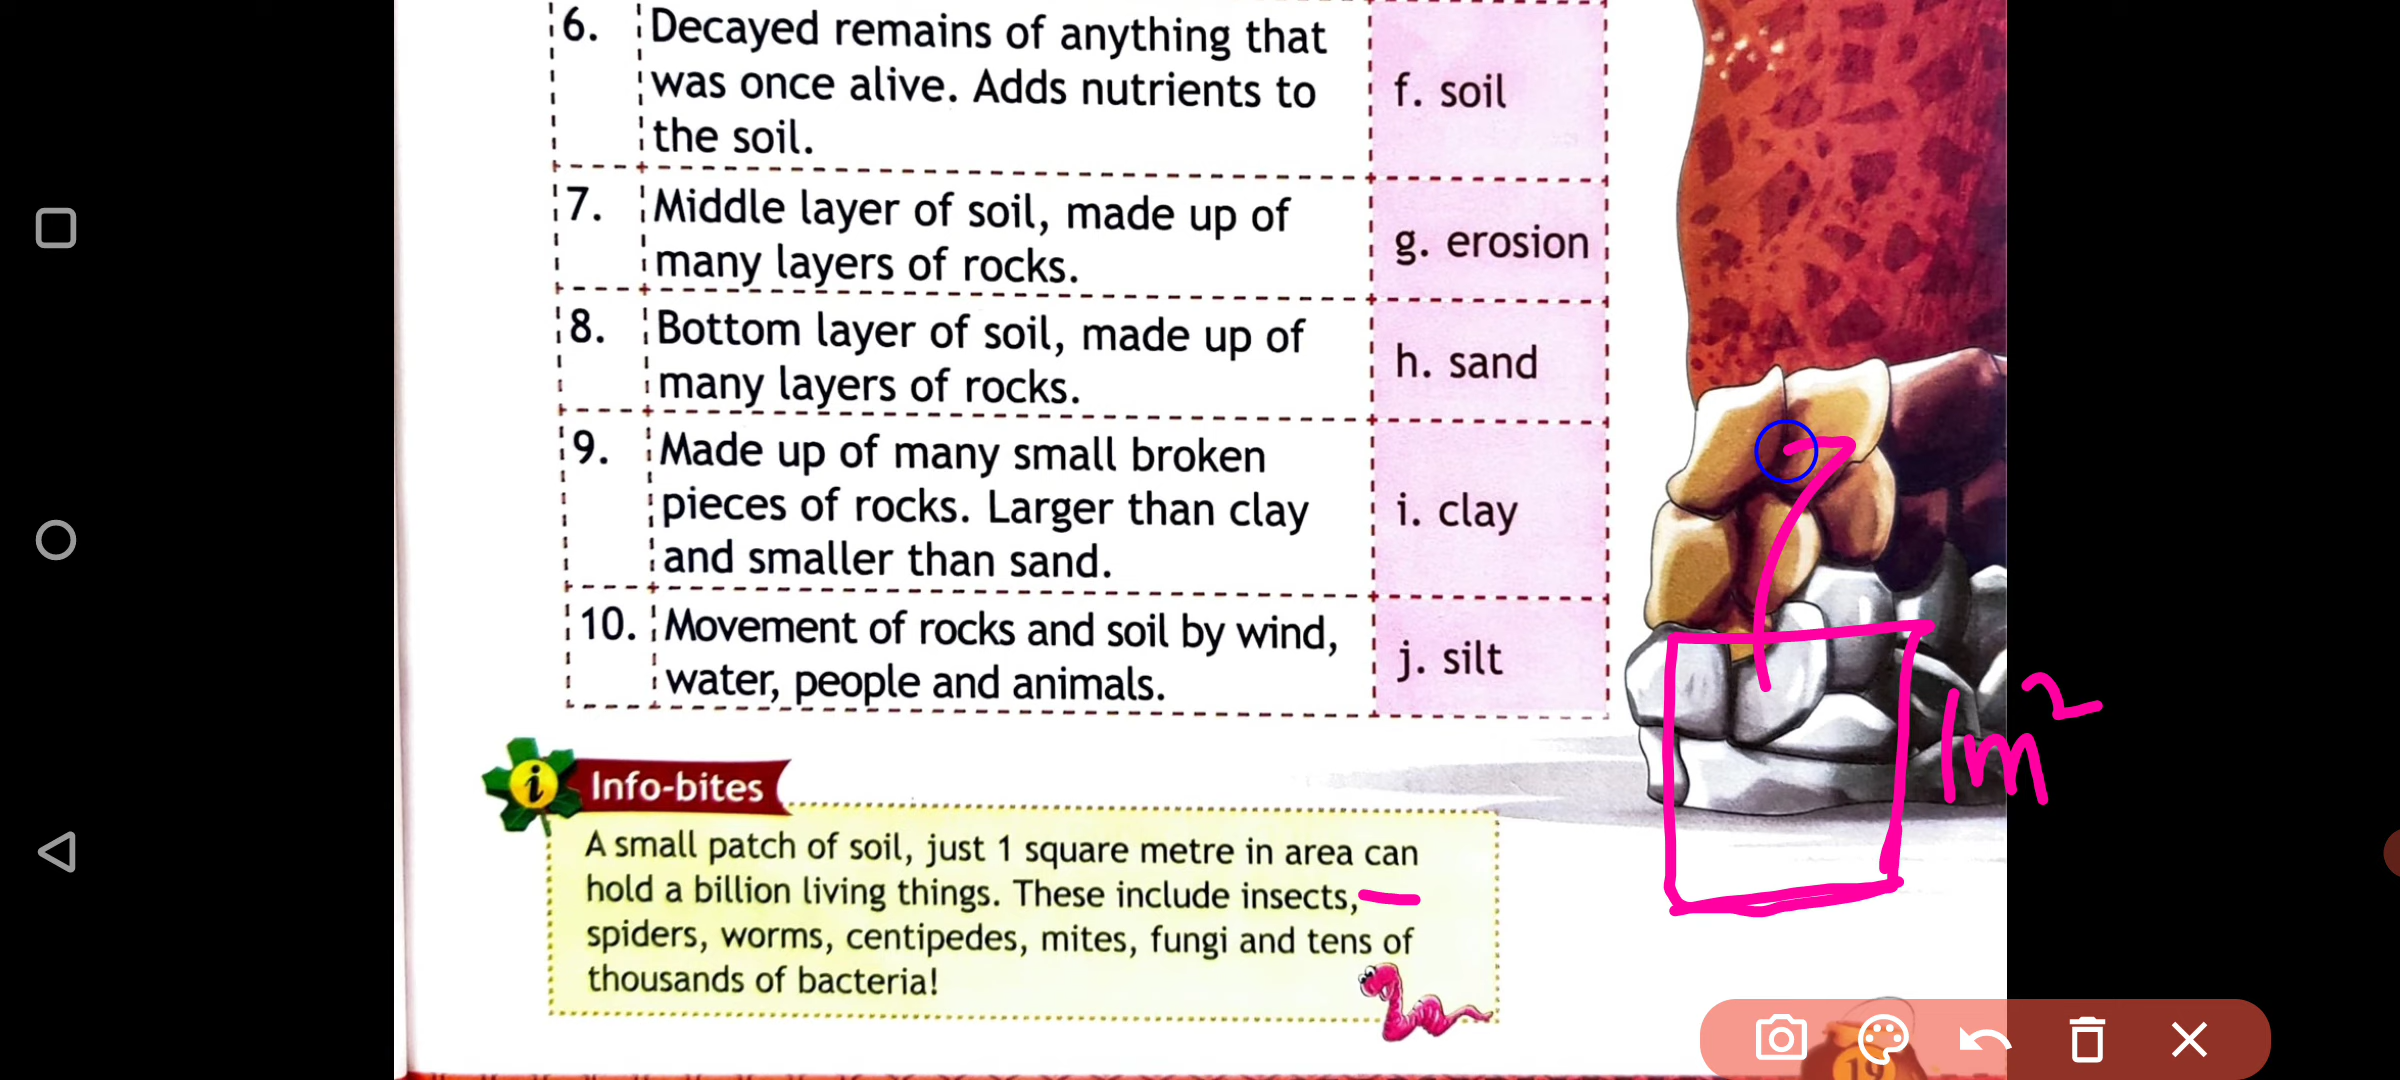 6. Decayed remains of anything that
was once alive. Adds nutrients to
the soil.
f. soil
7. Middle layer of soil, made up of
many layers of rocks.
g. erosion
8. Bottom layer of soil, made up of
many layers of rocks.
h. sand
9. Made up of many small broken
pieces of rocks. Larger than clay
and smaller than sand.
i. clay
10. Movement of rocks and soil by wind,
water, people and animals.
j. silt
1m²
i Info-bites
A small patch of soil, just 1 square metre in area can
hold a billion living things. These include insects,
spiders, worms, centipedes, mites, fungi and tens of
thousands of bacteria!
19